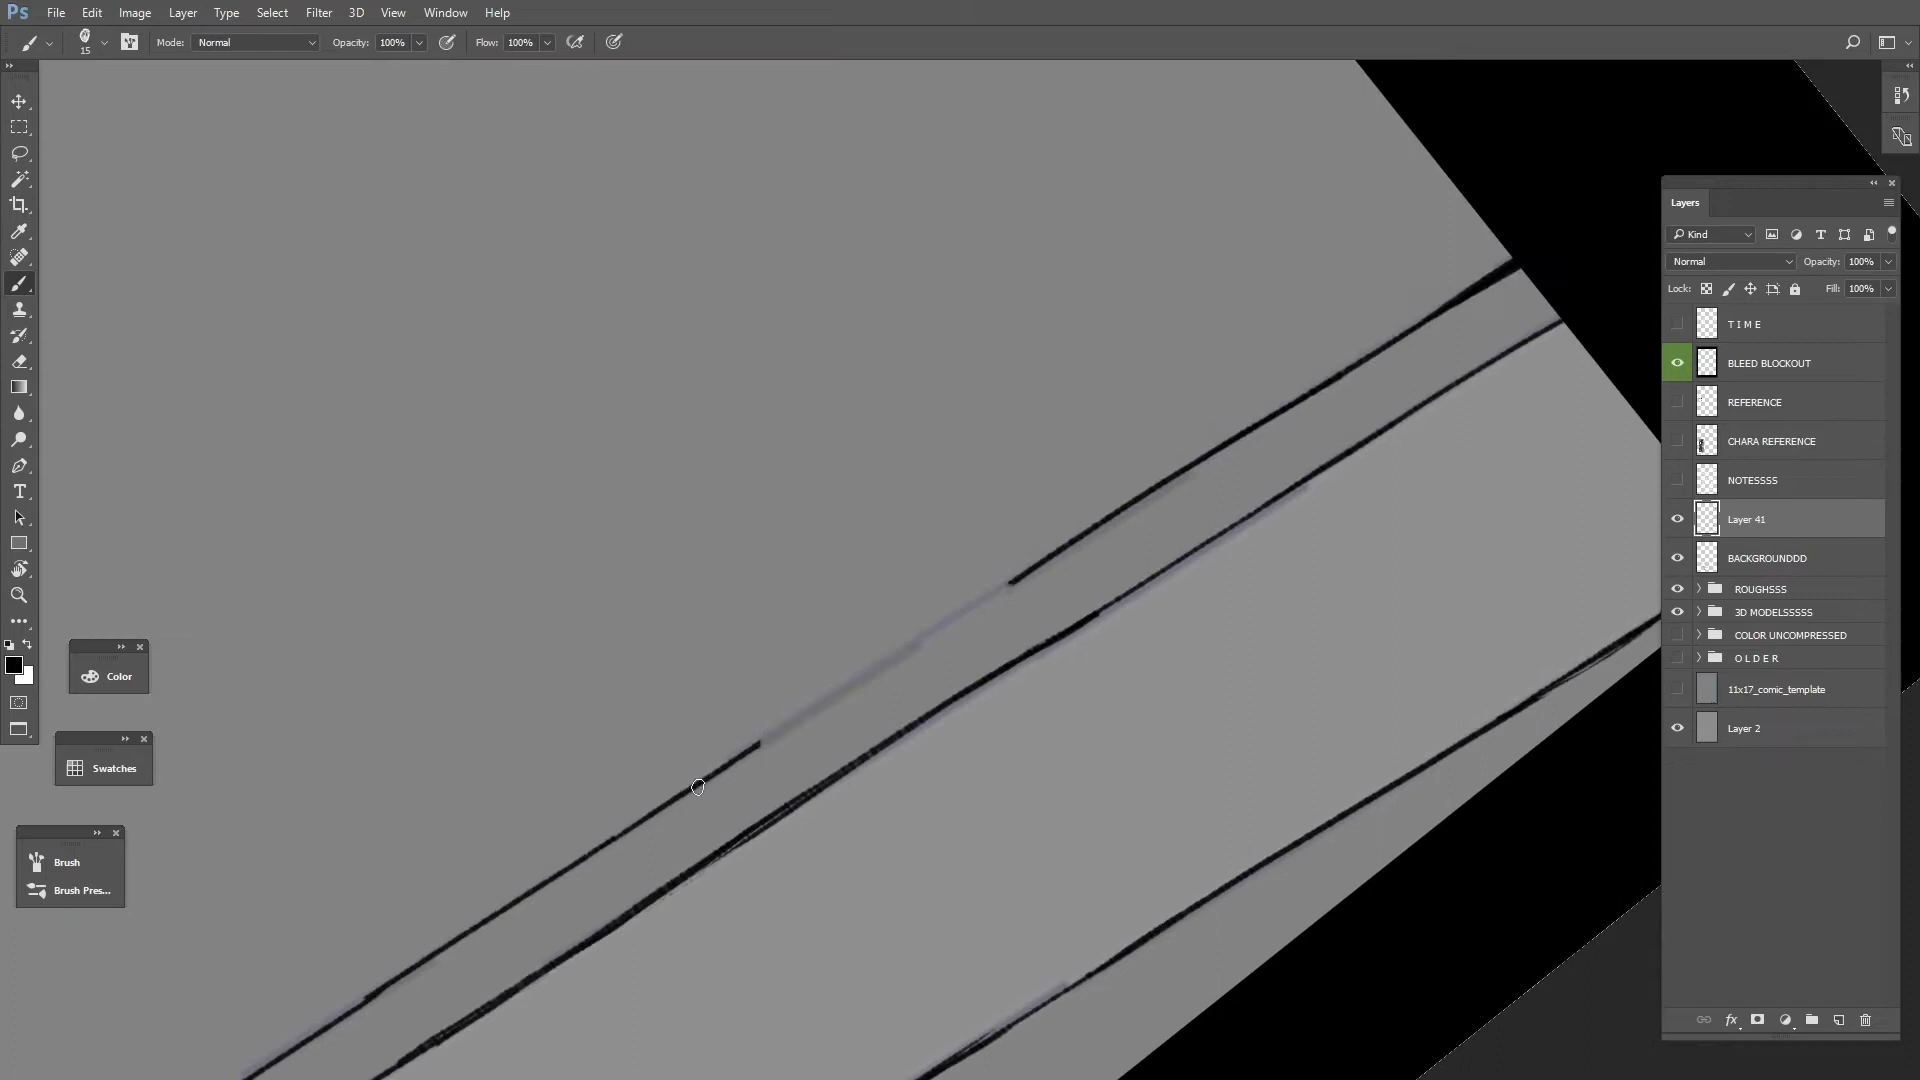 Ps File Edit Image Layer Type Select Filter 3D View Window Help
15 Mode: Normal Opacity: 100% Flow: 100%
Layers
Kind
Normal Opacity: 100%
Lock: Fill: 100%
T I M E
BLEED BLOCKOUT
REFERENCE
CHARA REFERENCE
NOTESSSS
Layer 41
BACKGROUNDDD
ROUGHSSS
3D MODELSSSSS
COLOR UNCOMPRESSED
O L D E R
11x17_comic_template
Layer 2
Color
Swatches
Brush
Brush Pres...